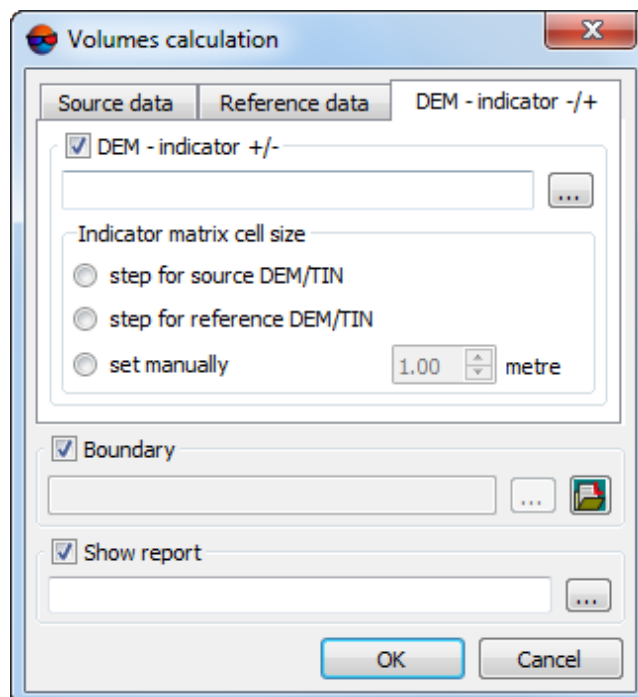 Volumes calculation
Source data Reference data DEM - indicator -/+
DEM - indicator +/-
...
Indicator matrix cell size
step for source DEM/TIN
step for reference DEM/TIN
set manually 1.00 metre
Boundary
...
Show report
...
OK Cancel